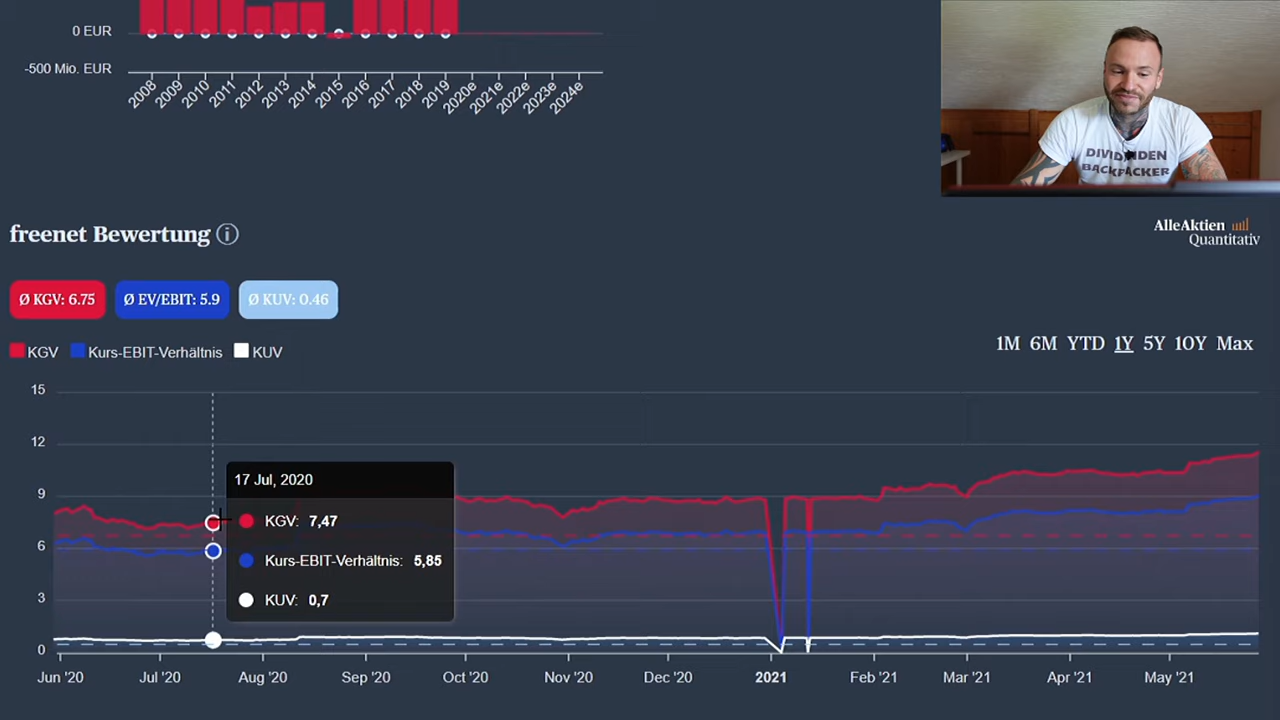 0 EUR
-500 Mio. EUR
2008 2009 2010 2011 2012 2013 2014 2015 2016 2017 2018 2019 2020e 2021e 2022e 2023e 2024e
DIVIDENDEN
BACKPACKER
freenet Bewertung
AlleAktien
Quantitativ
Ø KGV: 6.75 Ø EV/EBIT: 5.9 Ø KUV: 0.46
KGV Kurs-EBIT-Verhältnis KUV
1M 6M YTD 1Y 5Y 10Y Max
15
12
9
6
3
0
17 Jul, 2020
KGV: 7,47
Kurs-EBIT-Verhältnis: 5,85
KUV: 0,7
Jun '20 Jul '20 Aug '20 Sep '20 Oct '20 Nov '20 Dec '20 2021 Feb '21 Mar '21 Apr '21 May '21